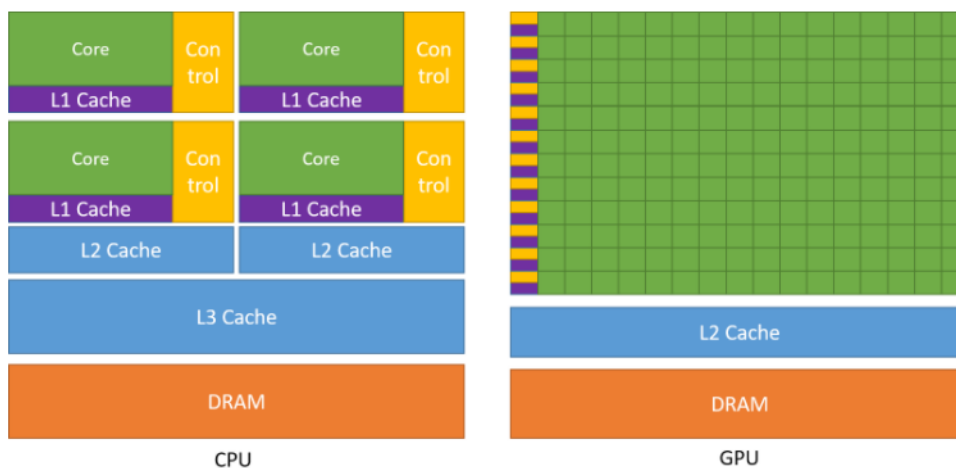 Core
Con
trol
Core
Con
trol
L1 Cache
L1 Cache
Core
Con
trol
Core
Con
trol
L1 Cache
L1 Cache
L2 Cache
L2 Cache
L3 Cache
DRAM
CPU
L2 Cache
DRAM
GPU